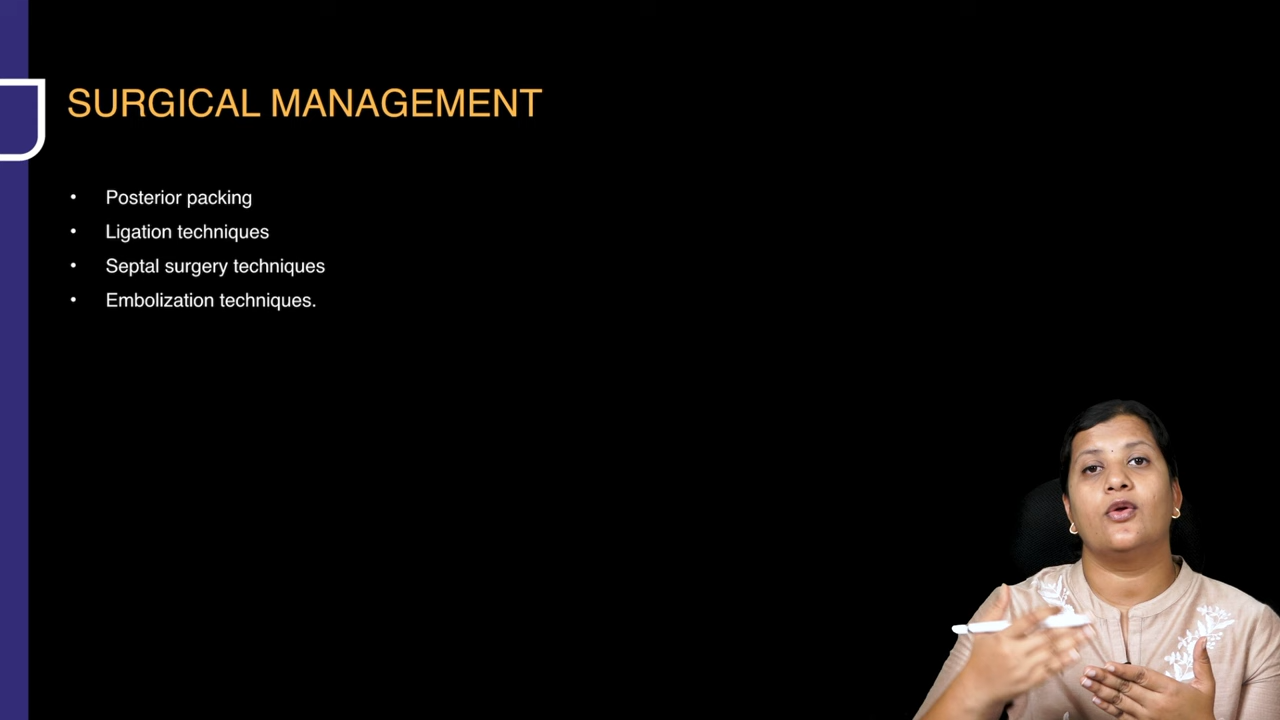 SURGICAL MANAGEMENT
• Posterior packing
• Ligation techniques
• Septal surgery techniques
• Embolization techniques.